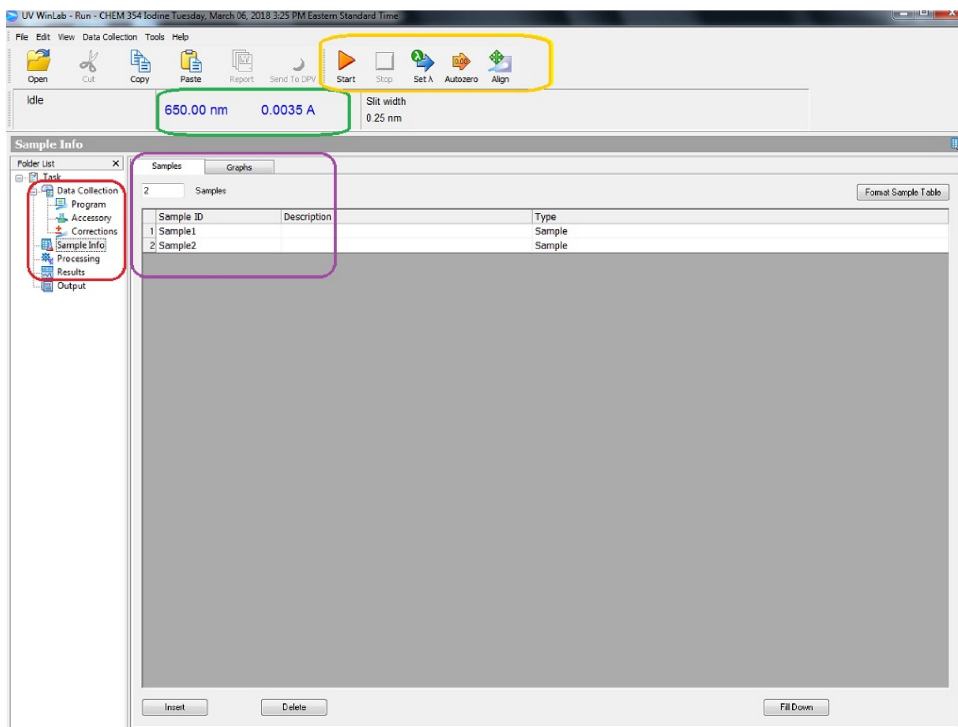 UV WinLab - Run - CHEM 354 Iodine Tuesday, March 06, 2018 3:25 PM Eastern Standard Time
File Edit View Data Collection Tools Help
Open Cut Copy Paste Report Send To DPV Start Stop Set λ Autozero Align
Idle
650.00 nm 0.0035 A
Slit width
0.25 nm
Sample Info
Folder List
Task
Data Collection
Program
Accessory
Corrections
Sample Info
Processing
Results
Output
Samples Graphs
2 Samples
Format Sample Table
Sample ID Description Type
1 Sample1 Sample
2 Sample2 Sample
Insert Delete Fill Down